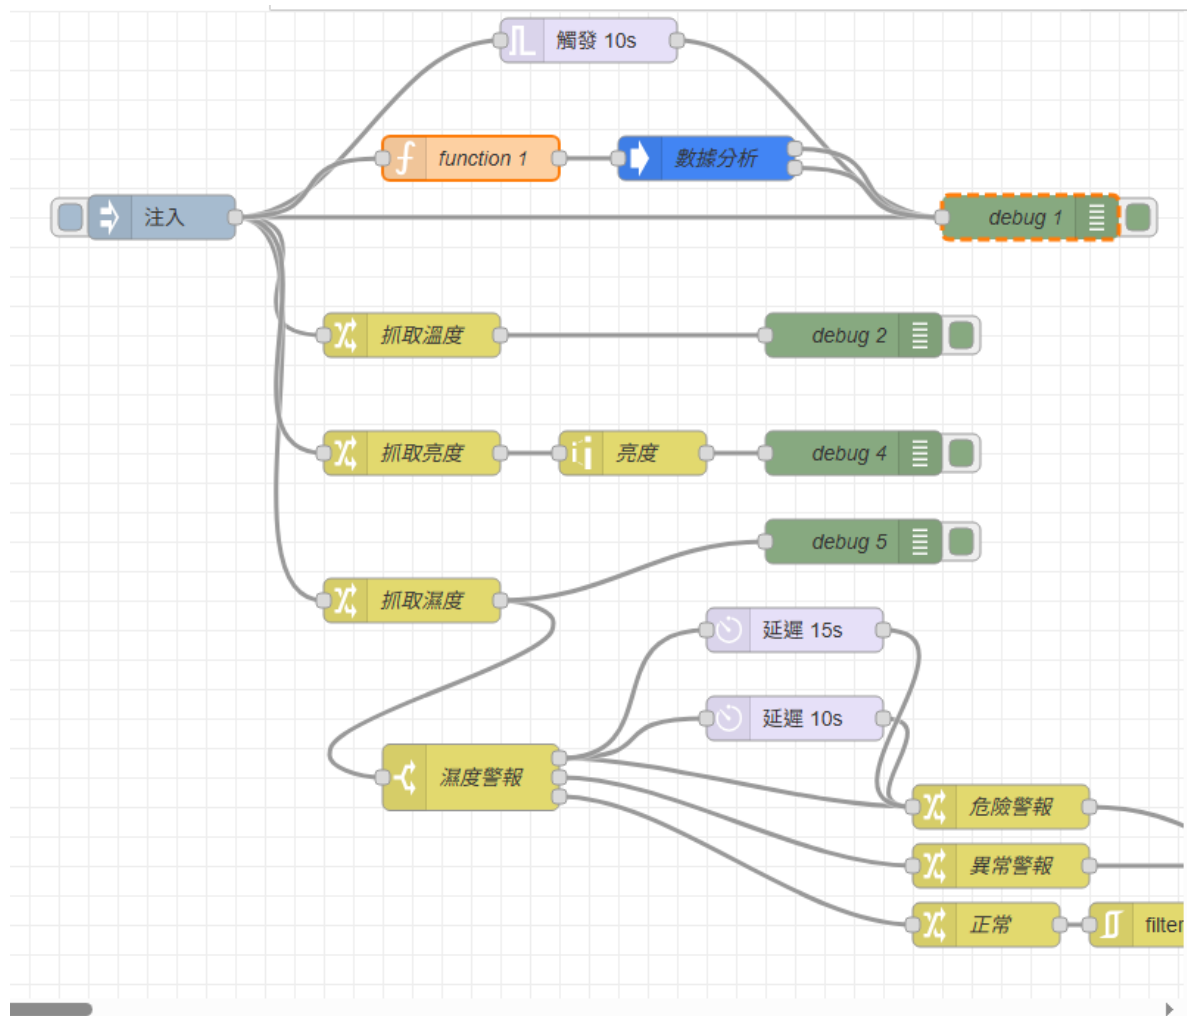 觸發 10s
function 1
數據分析
注入
debug 1
抓取溫度
debug 2
抓取亮度
亮度
debug 4
debug 5
抓取濕度
延遲 15s
延遲 10s
濕度警報
危險警報
異常警報
正常
filter